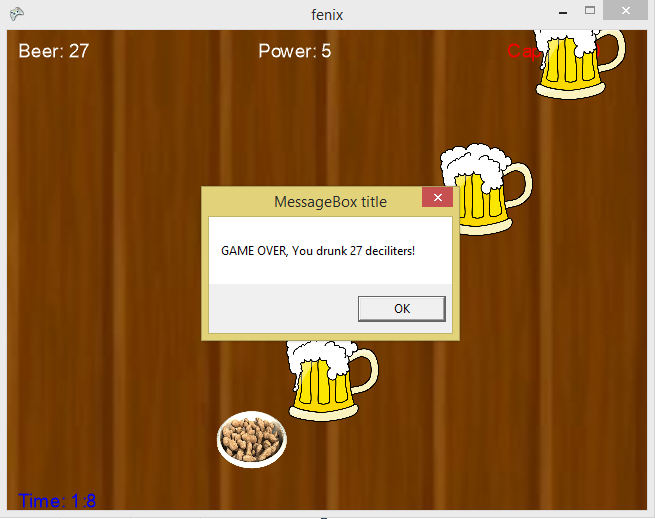 fenix
Beer: 27
Power: 5
MessageBox title
GAME OVER, You drunk 27 deciliters!
OK
Time: 1:8